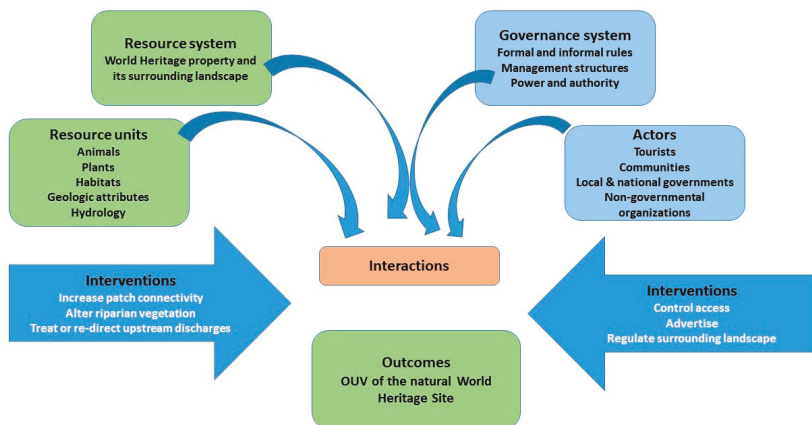 Resource system
World Heritage property and
its surrounding landscape
Governance system
Formal and informal rules
Management structures
Power and authority
Resource units
Animals
Plants
Habitats
Geologic attributes
Hydrology
Actors
Tourists
Communities
Local & national governments
Non-governmental
organizations
Interactions
Interventions
Increase patch connectivity
Alter riparian vegetation
Treat or re-direct upstream discharges
Interventions
Control access
Advertise
Regulate surrounding landscape
Outcomes
OUV of the natural World
Heritage Site